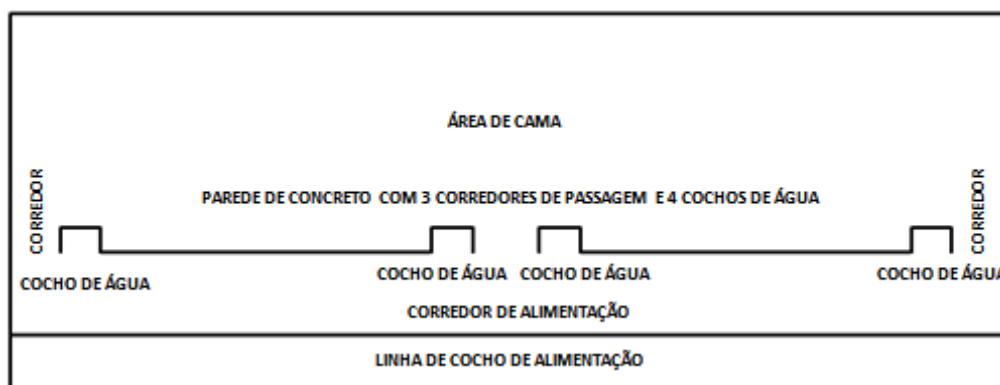 ÁREA DE CAMA
CORREDOR
PAREDE DE CONCRETO COM 3 CORREDORES DE PASSAGEM E 4 COCHOS DE ÁGUA
CORREDOR
COCHO DE ÁGUA
COCHO DE ÁGUA
COCHO DE ÁGUA
COCHO DE ÁGUA
CORREDOR DE ALIMENTAÇÃO
LINHA DE COCHO DE ALIMENTAÇÃO